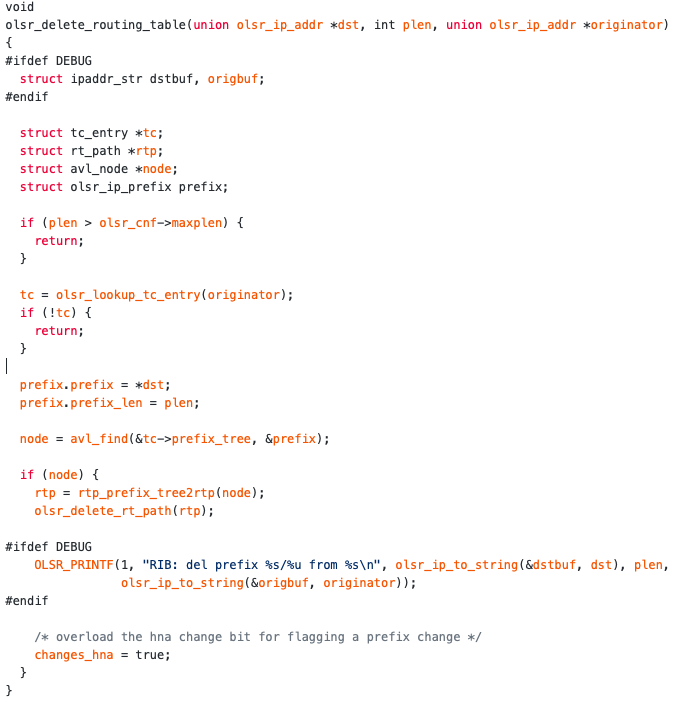 void
olsr_delete_routing_table(union olsr_ip_addr *dst, int plen, union olsr_ip_addr *originator)
{
#ifdef DEBUG
  struct ipaddr_str dstbuf, origbuf;
#endif

  struct tc_entry *tc;
  struct rt_path *rtp;
  struct avl_node *node;
  struct olsr_ip_prefix prefix;

  if (plen > olsr_cnf->maxplen) {
    return;
  }

  tc = olsr_lookup_tc_entry(originator);
  if (!tc) {
    return;
  }

  prefix.prefix = *dst;
  prefix.prefix_len = plen;

  node = avl_find(&tc->prefix_tree, &prefix);

  if (node) {
    rtp = rtp_prefix_tree2rtp(node);
    olsr_delete_rt_path(rtp);

#ifdef DEBUG
    OLSR_PRINTF(1, "RIB: del prefix %s/%u from %s\n", olsr_ip_to_string(&dstbuf, dst), plen,
                olsr_ip_to_string(&origbuf, originator));
#endif

    /* overload the hna change bit for flagging a prefix change */
    changes_hna = true;
  }
}